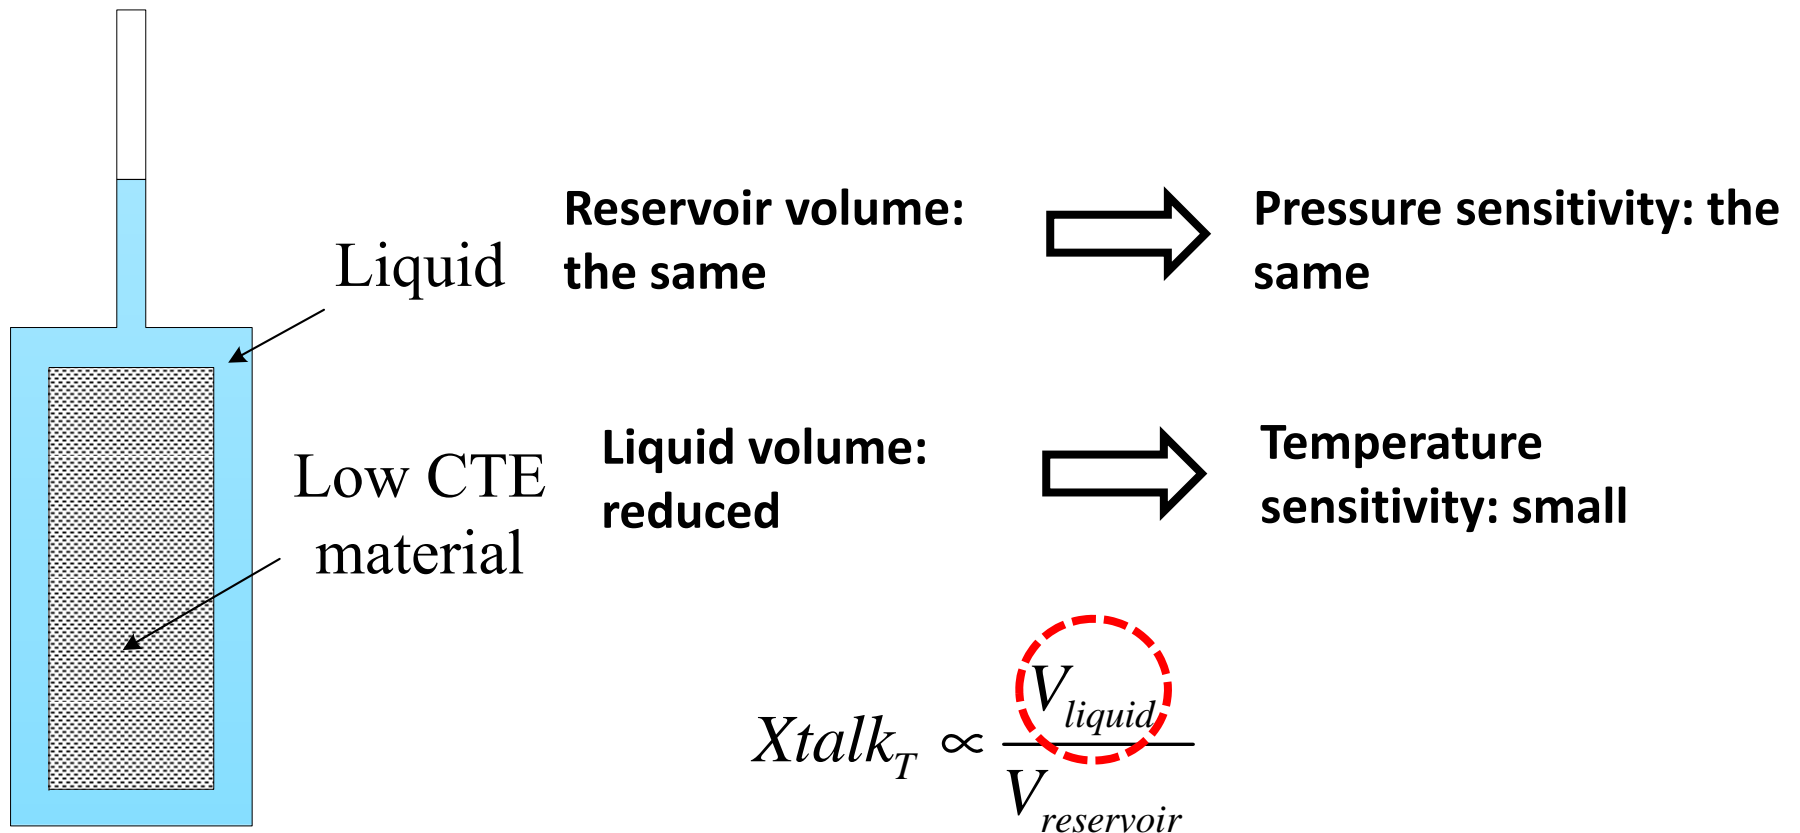 Liquid
Low CTE
material
Reservoir volume:
the same
Pressure sensitivity: the
same
Liquid volume:
reduced
Temperature
sensitivity: small
Xtalk_T ∝ V_liquid / V_reservoir